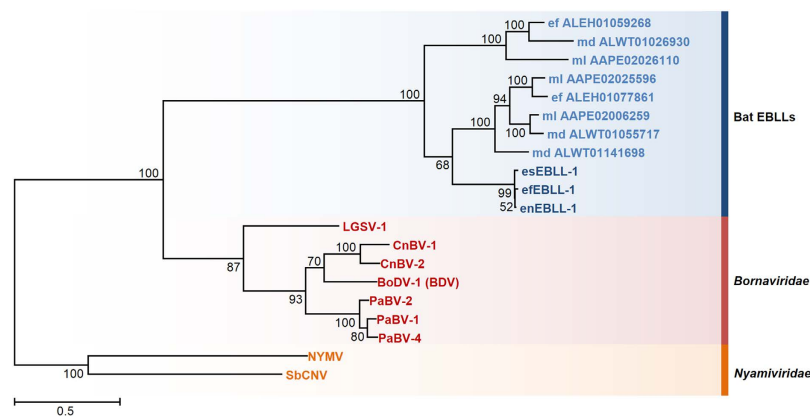 ef ALEH01059268
100
100
md ALWT01026930
ml AAPE02026110
100
ml AAPE02025596
100
94
ef ALEH01077861
Bat EBLLs
ml AAPE02006259
100
100
md ALWT01055717
md ALWT01141698
68
100
esEBLL-1
99
efEBLL-1
52
enEBLL-1
LGSV-1
CnBV-1
100
87
70
CnBV-2
BoDV-1 (BDV)
Bornaviridae
93
PaBV-2
100
PaBV-1
80
PaBV-4
NYMV
100
SbCNV
Nyamiviridae
0.5